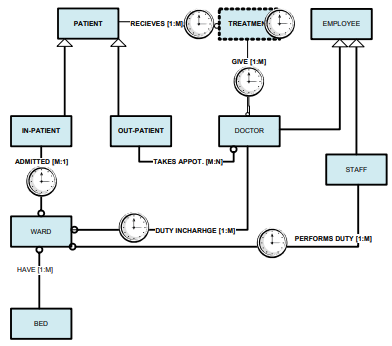 PATIENT
RECIEVES [1:M]
TREATMEN
EMPLOYEE
GIVE [1:M]
IN-PATIENT
OUT-PATIENT
DOCTOR
ADMITTED [M:1]
TAKES APPOT. [M:N]
STAFF
WARD
DUTY INCHARHGE [1:M]
PERFORMS DUTY [1:M]
HAVE [1:M]
BED